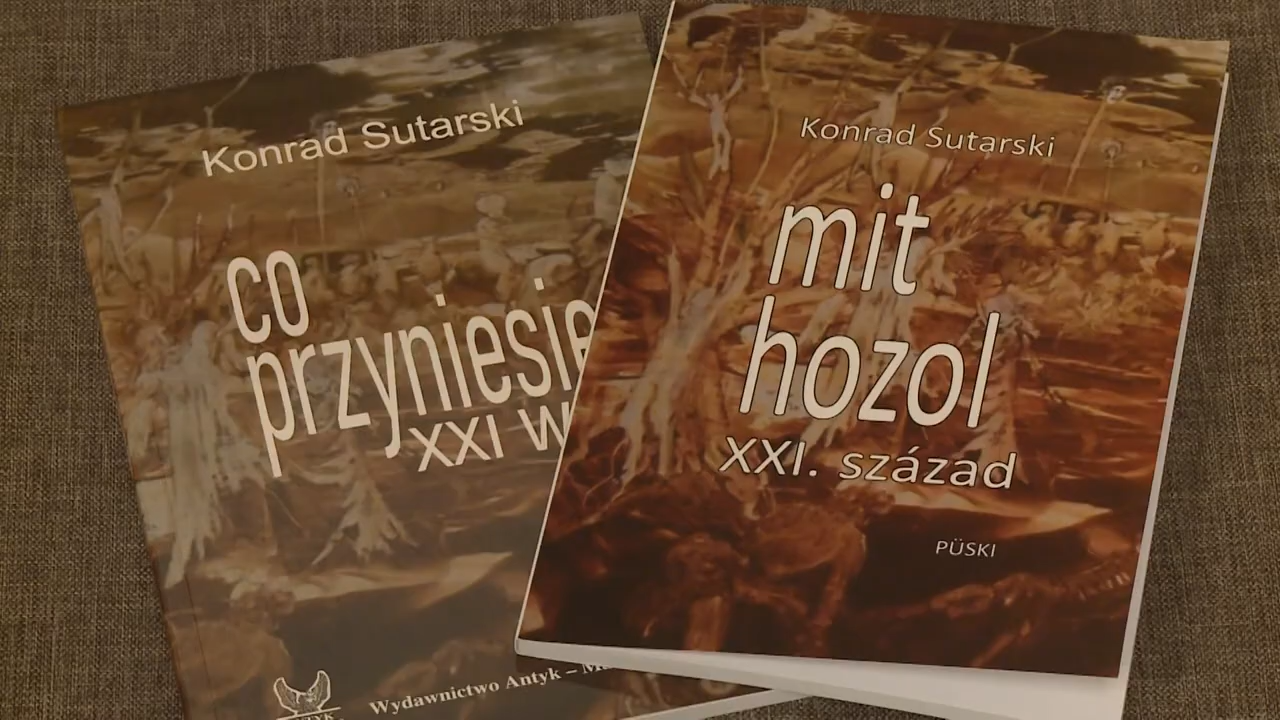 Konrad Sutarski
co
przyniesie
XXI w
Wydawnictwo Antyk –
Konrad Sutarski
mit
hozol
XXI. század
PÜSKI